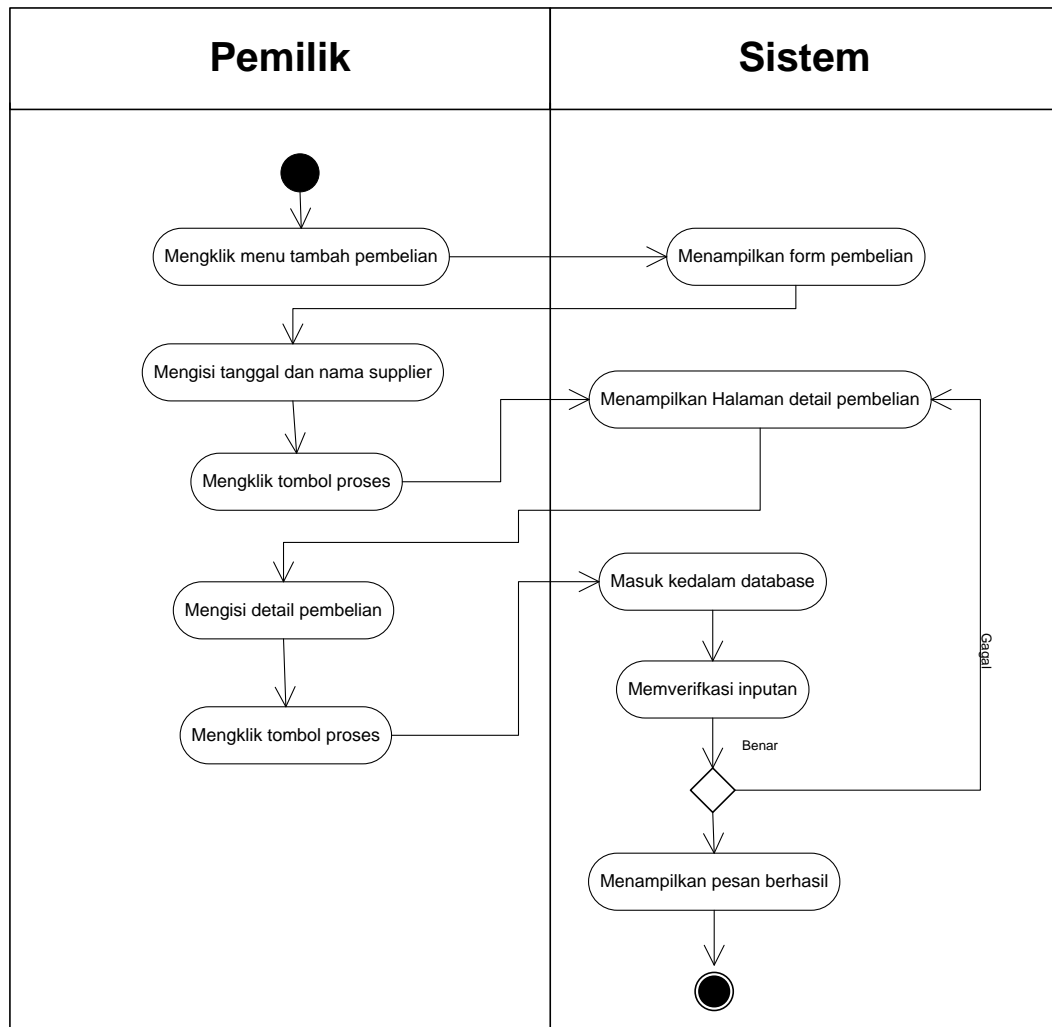 Pemilik
Sistem
Mengklik menu tambah pembelian
Menampilkan form pembelian
Mengisi tanggal dan nama supplier
Menampilkan Halaman detail pembelian
Mengklik tombol proses
Masuk kedalam database
Mengisi detail pembelian
Gagal
Memverifkasi inputan
Mengklik tombol proses
Benar
Menampilkan pesan berhasil